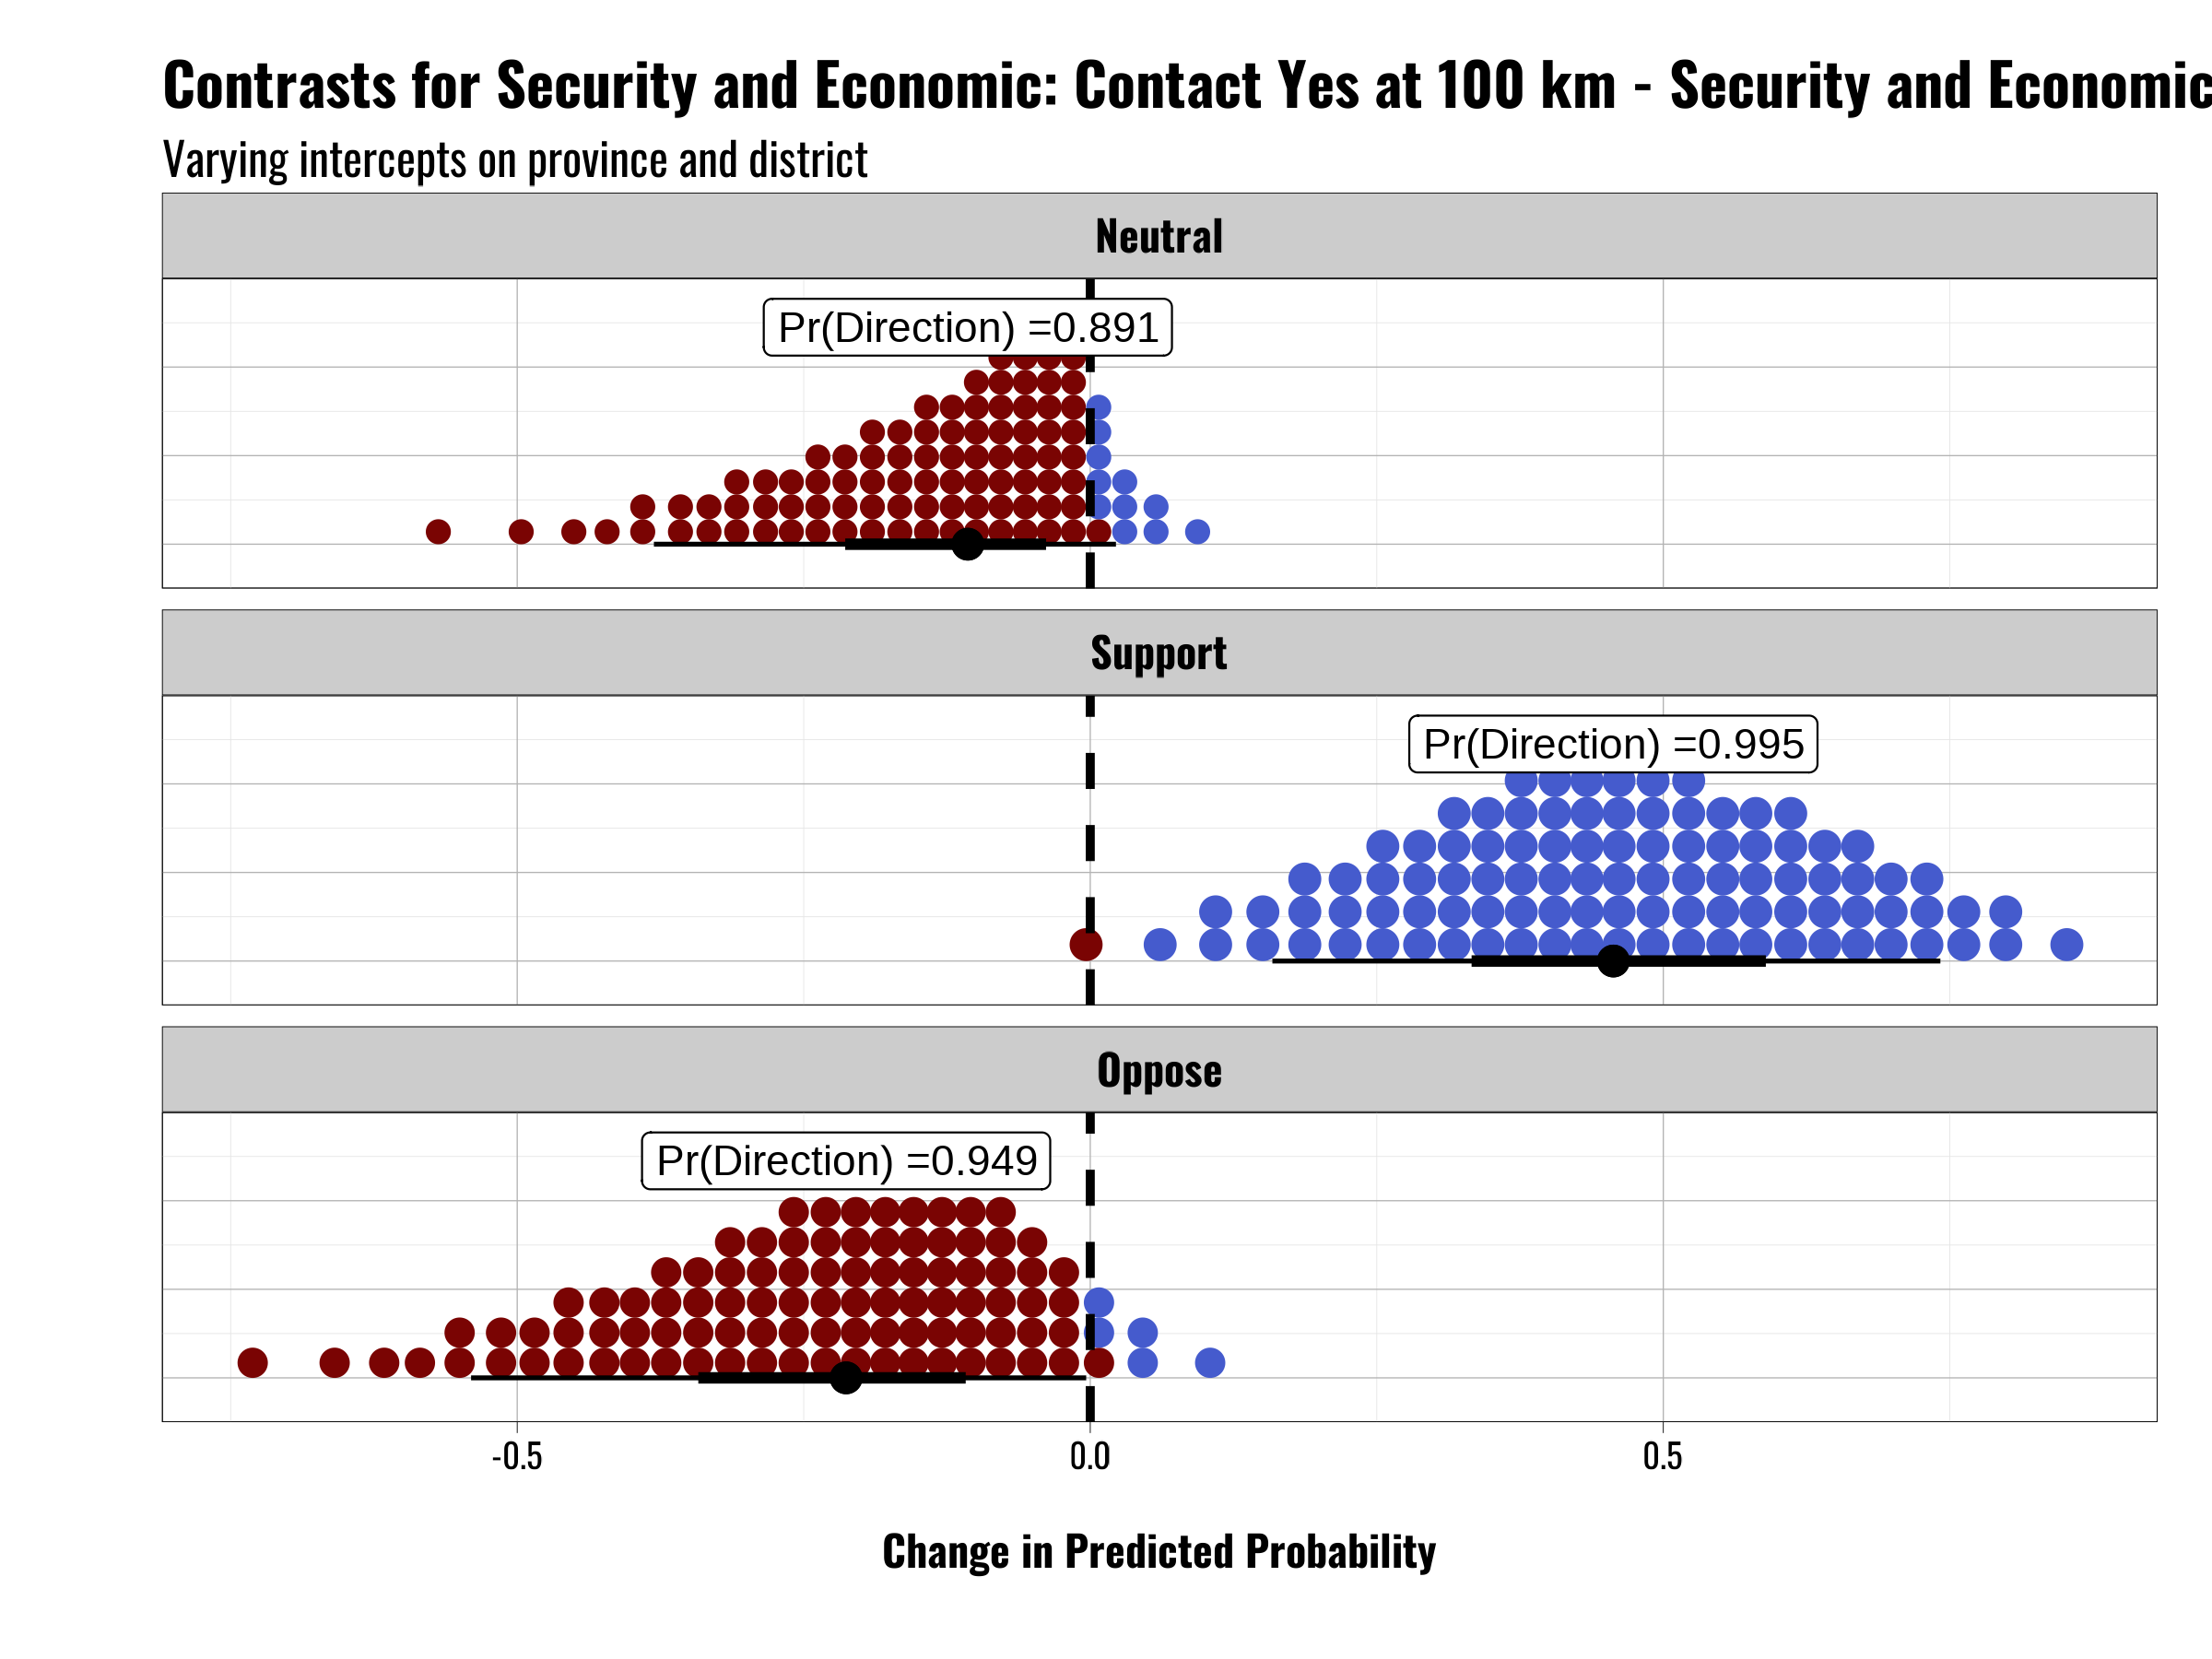 Contrasts for Security and Economic: Contact Yes at 100 km - Security and Economic
Varying intercepts on province and district
Neutral
Pr(Direction) =0.891
Support
Pr(Direction) =0.995
Oppose
Pr(Direction) =0.949
-0.5 0.0 0.5
Change in Predicted Probability